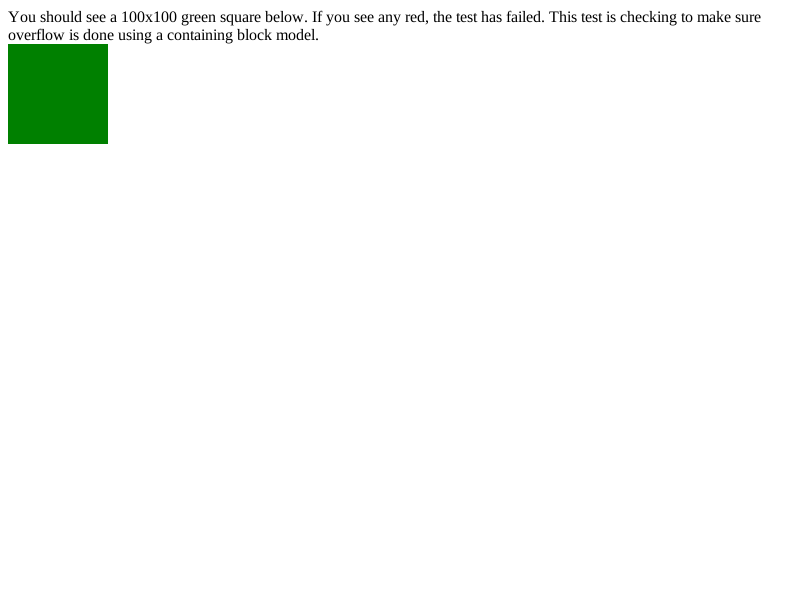 You should see a 100x100 green square below. If you see any red, the test has failed. This test is checking to make sure
overflow is done using a containing block model.